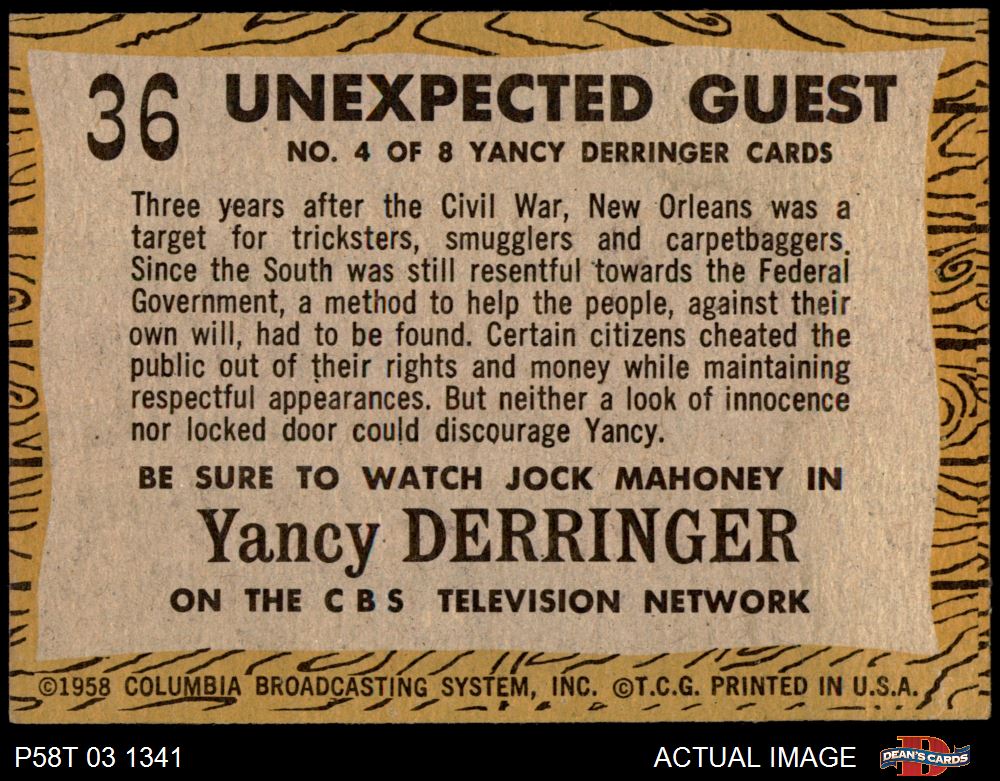 36 UNEXPECTED GUEST
NO. 4 OF 8 YANCY DERRINGER CARDS
Three years after the Civil War, New Orleans was a
target for tricksters, smugglers and carpetbaggers.
Since the South was still resentful towards the Federal
Government, a method to help the people, against their
own will, had to be found. Certain citizens cheated the
public out of their rights and money while maintaining
respectful appearances. But neither a look of innocence
nor locked door could discourage Yancy.
BE SURE TO WATCH JOCK MAHONEY IN
Yancy DERRINGER
ON THE CBS TELEVISION NETWORK
©1958 COLUMBIA BROADCASTING SYSTEM, INC. ©T.C.G. PRINTED IN U.S.A.
P58T 03 1341
ACTUAL IMAGE
DEAN'S CARDS